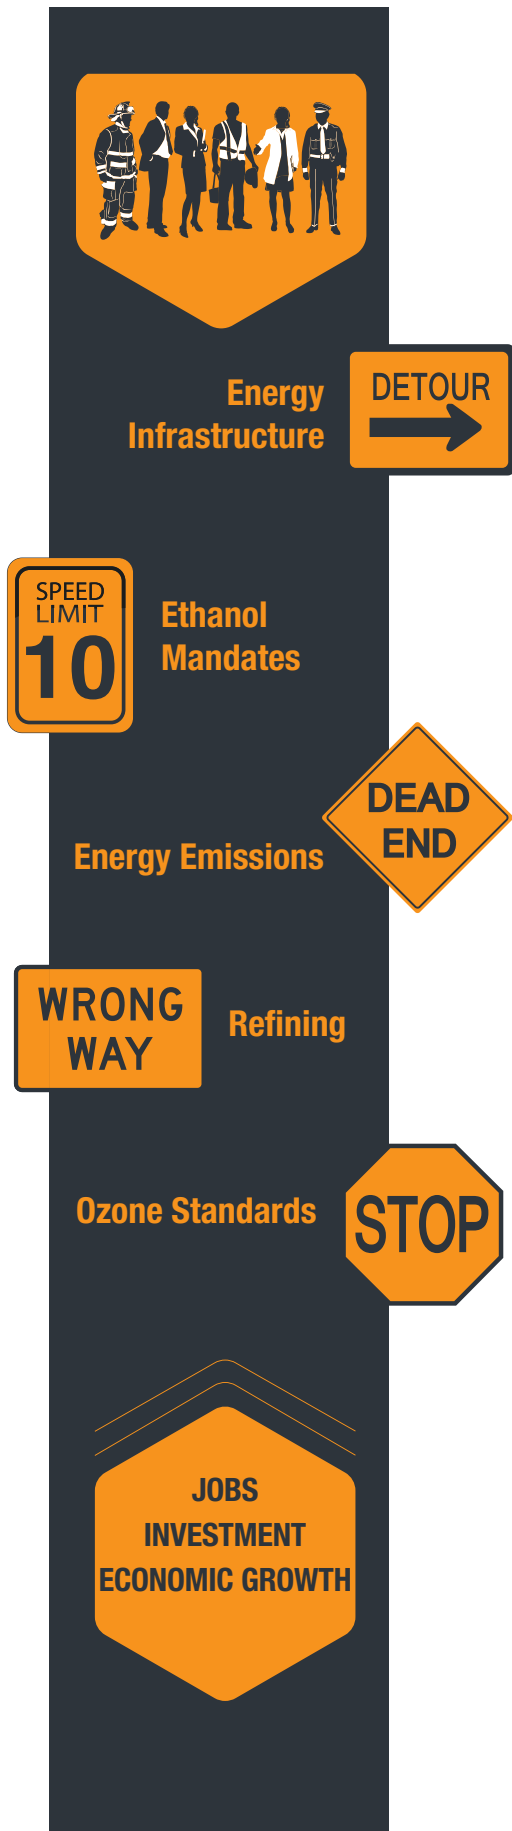 Energy
Infrastructure
DETOUR
SPEED
LIMIT
10
Ethanol
Mandates
DEAD
END
Energy Emissions
WRONG
WAY
Refining
Ozone Standards
STOP
JOBS
INVESTMENT
ECONOMIC GROWTH